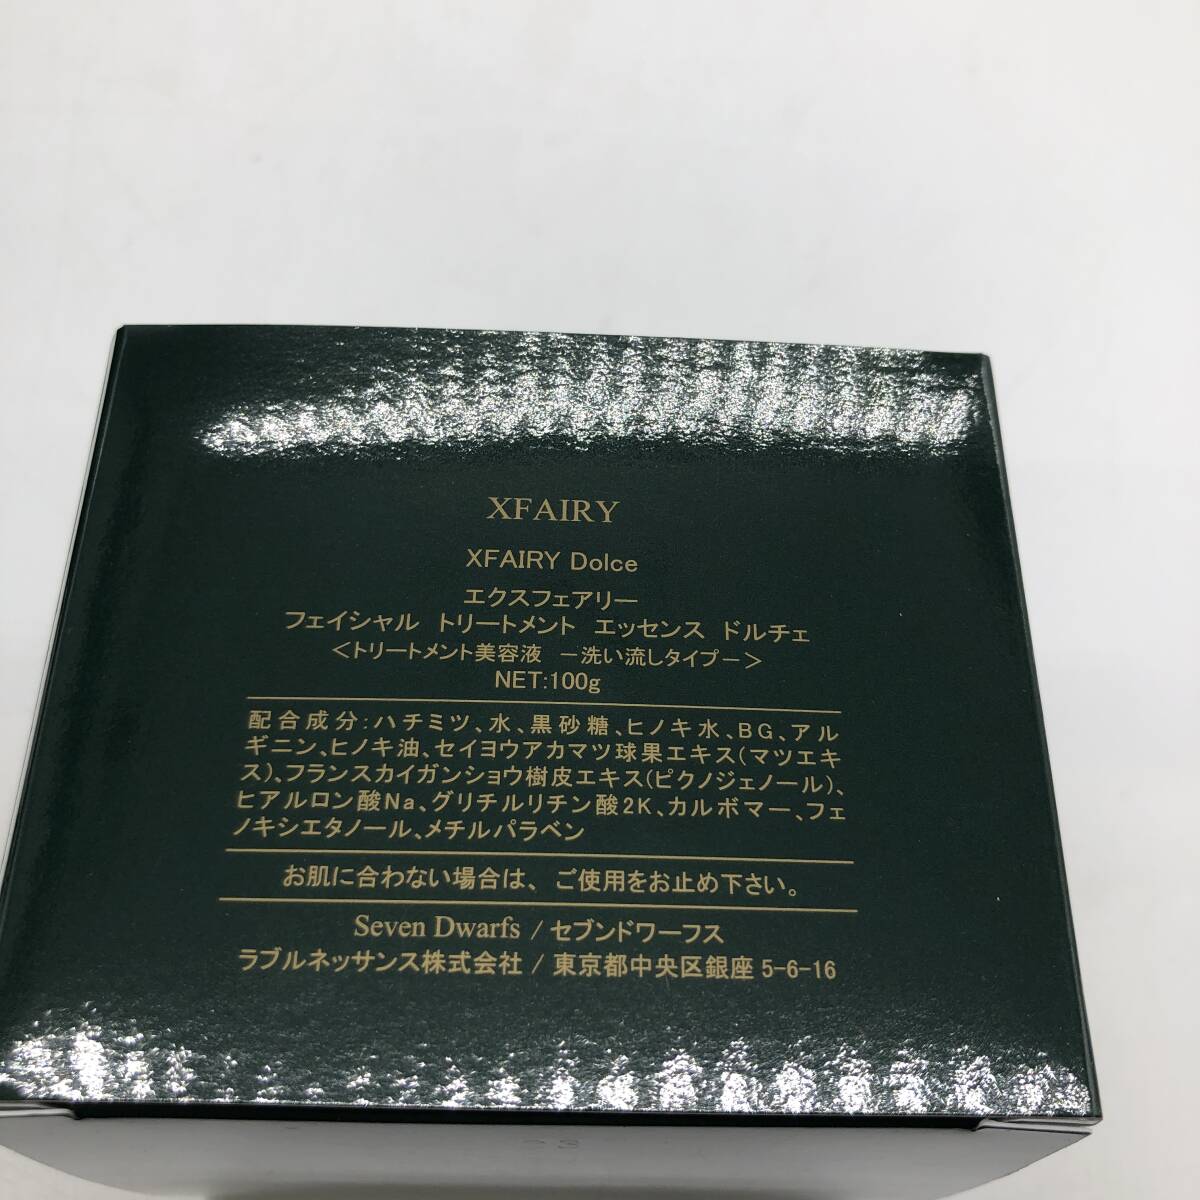 XFAIRY
XFAIRY Dolce
エクスフェアリー
フェイシャル トリートメント エッセンス ドルチェ
＜トリートメント美容液 －洗い流しタイプ－＞
NET:100g
配合成分:ハチミツ、水、黒砂糖、ヒノキ水、BG、アル
ギニン、ヒノキ油、セイヨウアカマツ球果エキス(マツエキ
ス)、フランスカイガンショウ樹皮エキス(ピクノジェノール)、
ヒアルロン酸Na、グリチルリチン酸2K、カルボマー、フェ
ノキシエタノール、メチルパラベン
お肌に合わない場合は、ご使用をお止め下さい。
Seven Dwarfs / セブンドワーフス
ラブルネッサンス株式会社 / 東京都中央区銀座 5-6-16